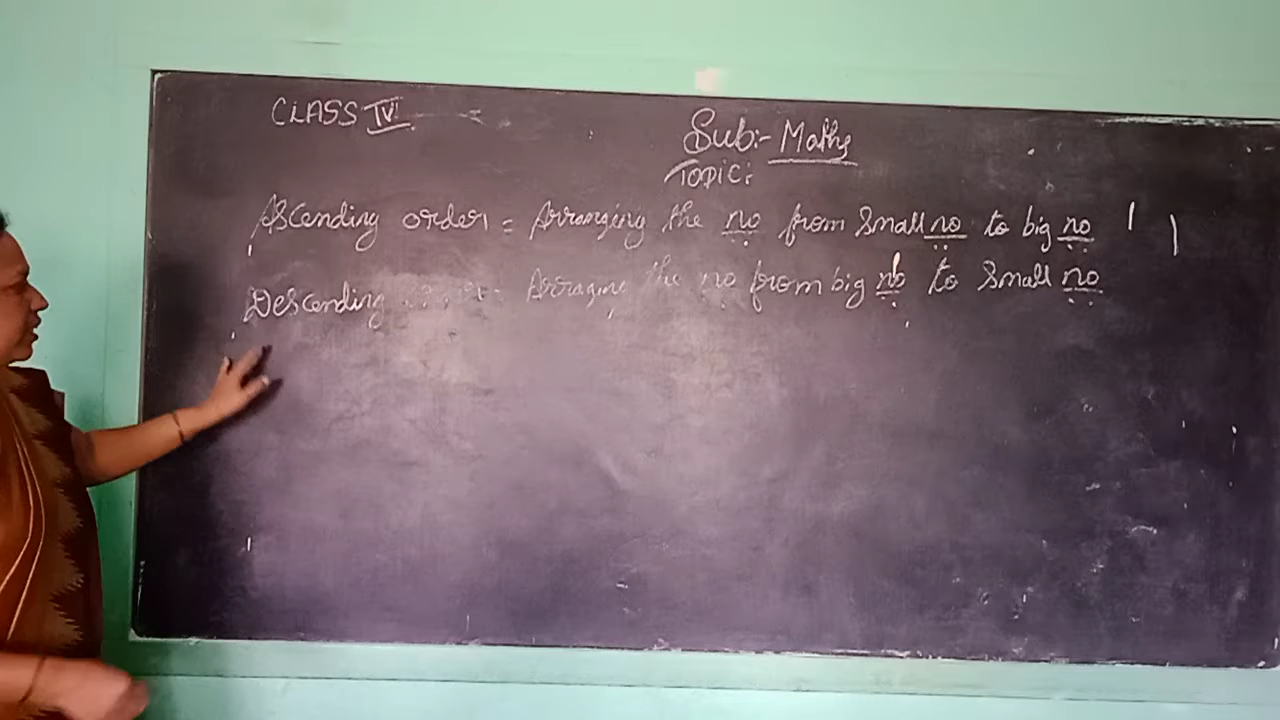 CLASS IV
Sub:- Maths
Topic:
Ascending order = Arranging the no from Small no to big no
Descending Arraging the no from big no to Small no